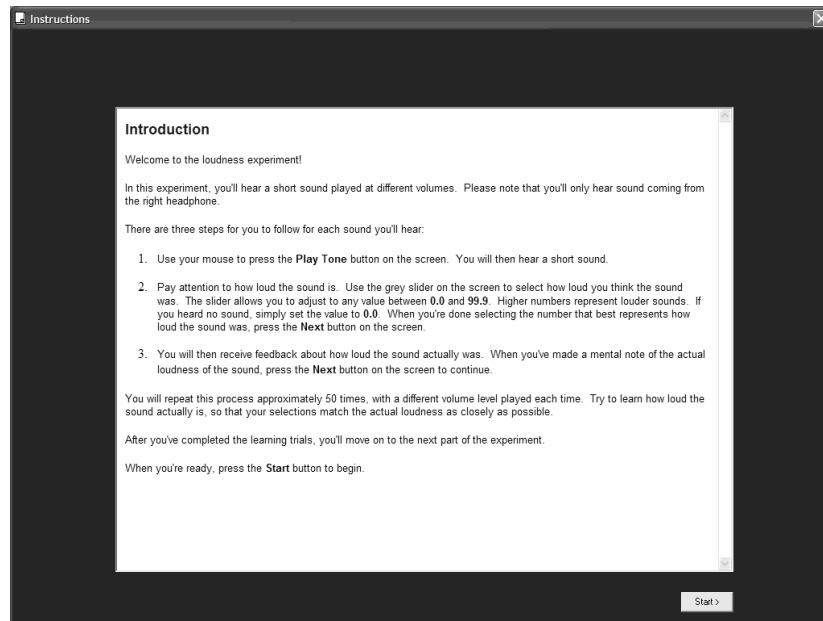 Instructions
Introduction
Welcome to the loudness experiment!
In this experiment, you'll hear a short sound played at different volumes. Please note that you'll only hear sound coming from
the right headphone.
There are three steps for you to follow for each sound you'll hear:
1. Use your mouse to press the Play Tone button on the screen. You will then hear a short sound.
2. Pay attention to how loud the sound is. Use the grey slider on the screen to select how loud you think the sound
was. The slider allows you to adjust to any value between 0.0 and 99.9. Higher numbers represent louder sounds. If
you heard no sound, simply set the value to 0.0. When you're done selecting the number that best represents how
loud the sound was, press the Next button on the screen.
3. You will then receive feedback about how loud the sound actually was. When you've made a mental note of the actual
loudness of the sound, press the Next button on the screen to continue.
You will repeat this process approximately 50 times, with a different volume level played each time. Try to learn how loud the
sound actually is, so that your selections match the actual loudness as closely as possible.
After you've completed the learning trials, you'll move on to the next part of the experiment.
When you're ready, press the Start button to begin.
Start >